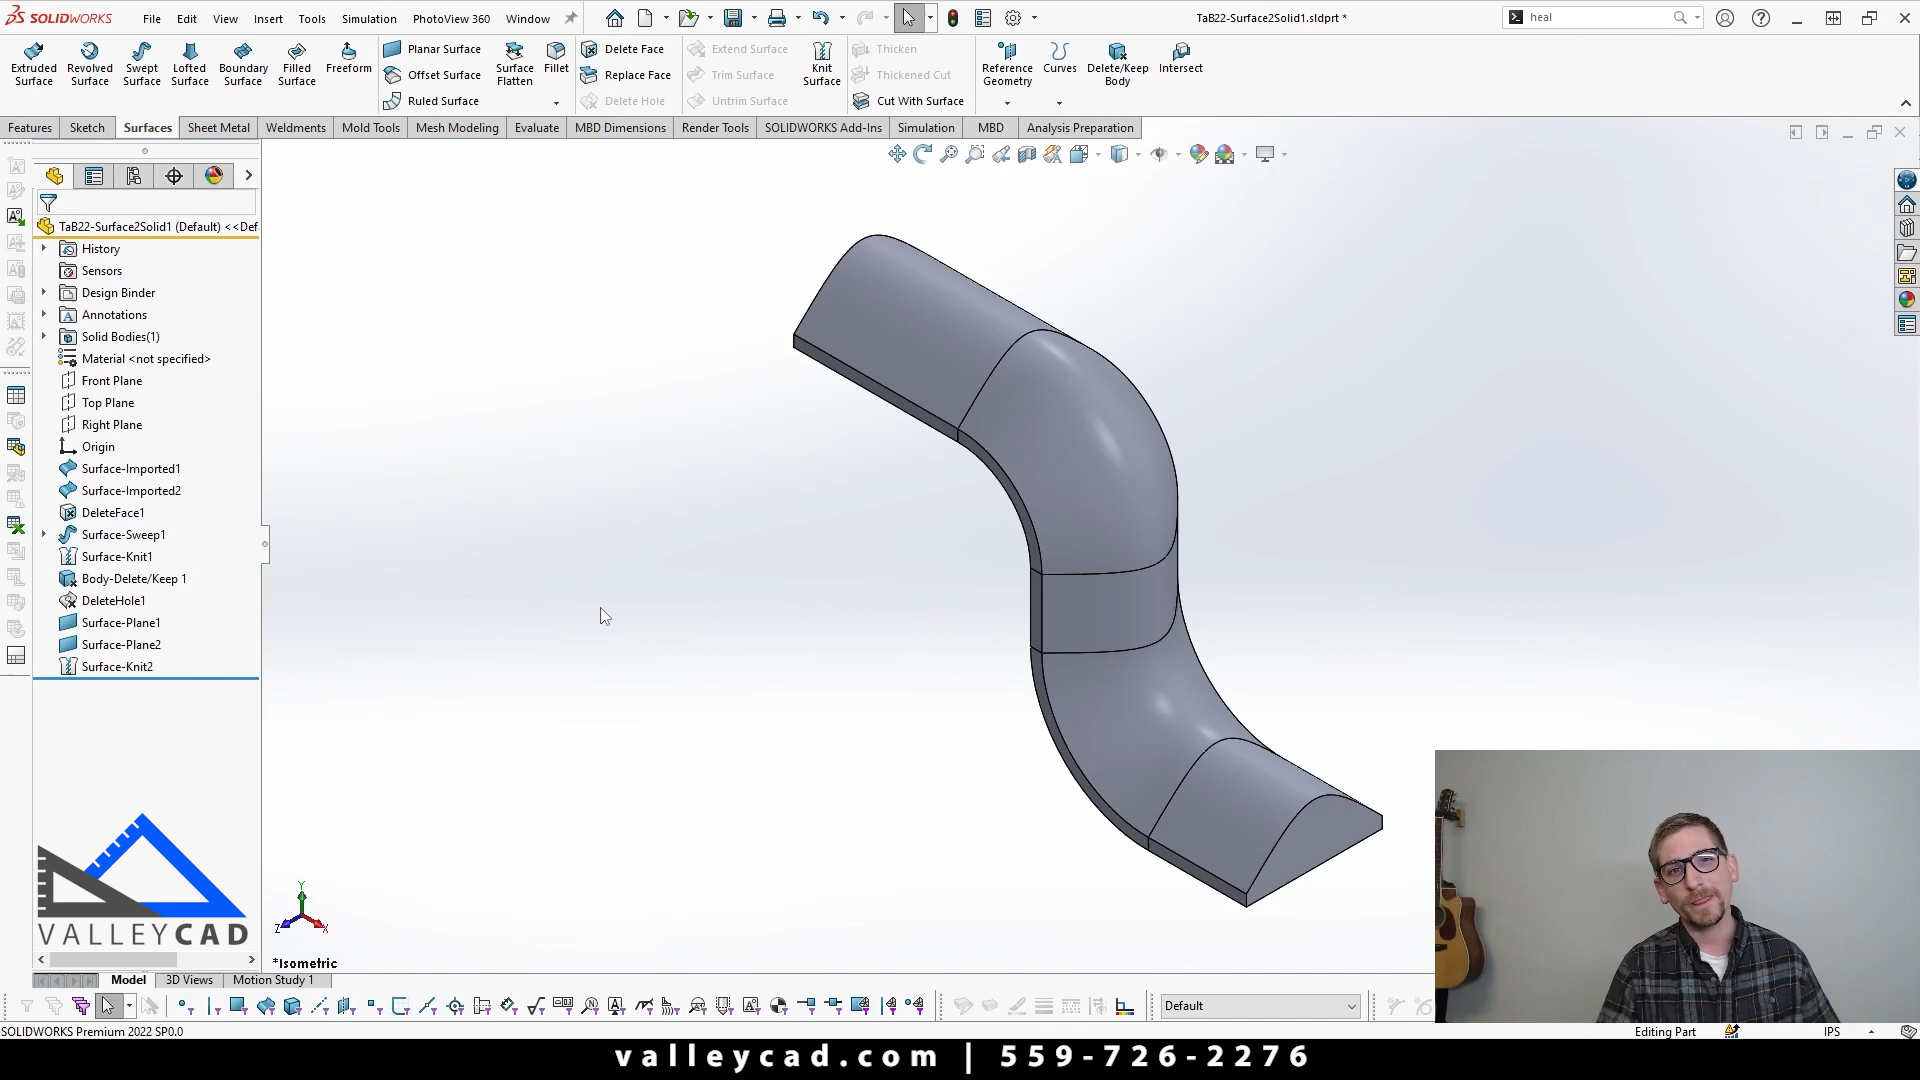 SOLIDWORKS
File Edit View Insert Tools Simulation PhotoView 360 Window
TaB22-Surface2Solid1.sldprt *
heal
Extruded Surface
Revolved Surface
Swept Surface
Lofted Surface
Boundary Surface
Filled Surface
Freeform
Planar Surface
Offset Surface
Ruled Surface
Surface Flatten
Fillet
Delete Face
Replace Face
Delete Hole
Extend Surface
Trim Surface
Untrim Surface
Knit Surface
Thicken
Thickened Cut
Cut With Surface
Reference Geometry
Curves
Delete/Keep Body
Intersect
Features Sketch Surfaces Sheet Metal Weldments Mold Tools Mesh Modeling Evaluate MBD Dimensions Render Tools SOLIDWORKS Add-Ins Simulation MBD Analysis Preparation
TaB22-Surface2Solid1 (Default) <<Def
History
Sensors
Design Binder
Annotations
Solid Bodies(1)
Material <not specified>
Front Plane
Top Plane
Right Plane
Origin
Surface-Imported1
Surface-Imported2
DeleteFace1
Surface-Sweep1
Surface-Knit1
Body-Delete/Keep 1
DeleteHole1
Surface-Plane1
Surface-Plane2
Surface-Knit2
VALLEYCAD
Y
Z
X
*Isometric
Model 3D Views Motion Study 1
Default
SOLIDWORKS Premium 2022 SP0.0
Editing Part
IPS
valleycad.com | 559-726-2276